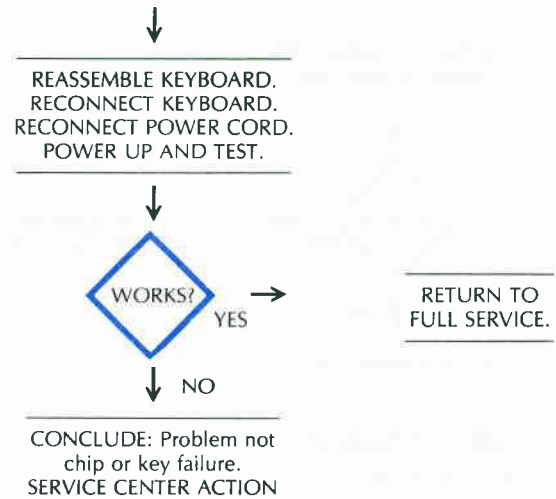 REASSEMBLE KEYBOARD.
RECONNECT KEYBOARD.
RECONNECT POWER CORD.
POWER UP AND TEST.
WORKS?
YES
RETURN TO
FULL SERVICE.
NO
CONCLUDE: Problem not
chip or key failure.
SERVICE CENTER ACTION